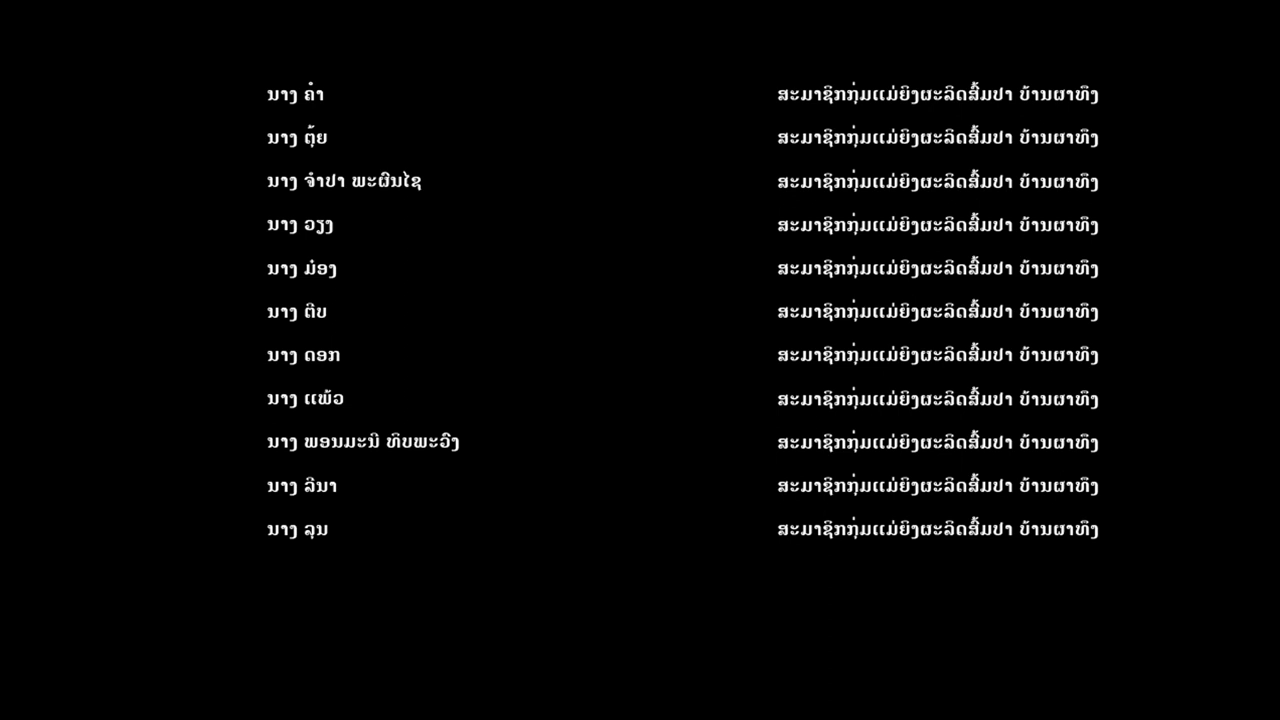 ນາງ ຄຳ ສະມາຊິກກຸ່ມແມ່ຍິງຜະລິດສົ້ມປາ ບ້ານຜາທຶງ
ນາງ ຕຸ້ຍ ສະມາຊິກກຸ່ມແມ່ຍິງຜະລິດສົ້ມປາ ບ້ານຜາທຶງ
ນາງ ຈຳປາ ພະຜົນໄຊ ສະມາຊິກກຸ່ມແມ່ຍິງຜະລິດສົ້ມປາ ບ້ານຜາທຶງ
ນາງ ວຽງ ສະມາຊິກກຸ່ມແມ່ຍິງຜະລິດສົ້ມປາ ບ້ານຜາທຶງ
ນາງ ມ໋ອງ ສະມາຊິກກຸ່ມແມ່ຍິງຜະລິດສົ້ມປາ ບ້ານຜາທຶງ
ນາງ ຕີບ ສະມາຊິກກຸ່ມແມ່ຍິງຜະລິດສົ້ມປາ ບ້ານຜາທຶງ
ນາງ ດອກ ສະມາຊິກກຸ່ມແມ່ຍິງຜະລິດສົ້ມປາ ບ້ານຜາທຶງ
ນາງ ແພ້ວ ສະມາຊິກກຸ່ມແມ່ຍິງຜະລິດສົ້ມປາ ບ້ານຜາທຶງ
ນາງ ພອນມະນີ ທິບພະວົງ ສະມາຊິກກຸ່ມແມ່ຍິງຜະລິດສົ້ມປາ ບ້ານຜາທຶງ
ນາງ ລີນາ ສະມາຊິກກຸ່ມແມ່ຍິງຜະລິດສົ້ມປາ ບ້ານຜາທຶງ
ນາງ ລຸນ ສະມາຊິກກຸ່ມແມ່ຍິງຜະລິດສົ້ມປາ ບ້ານຜາທຶງ